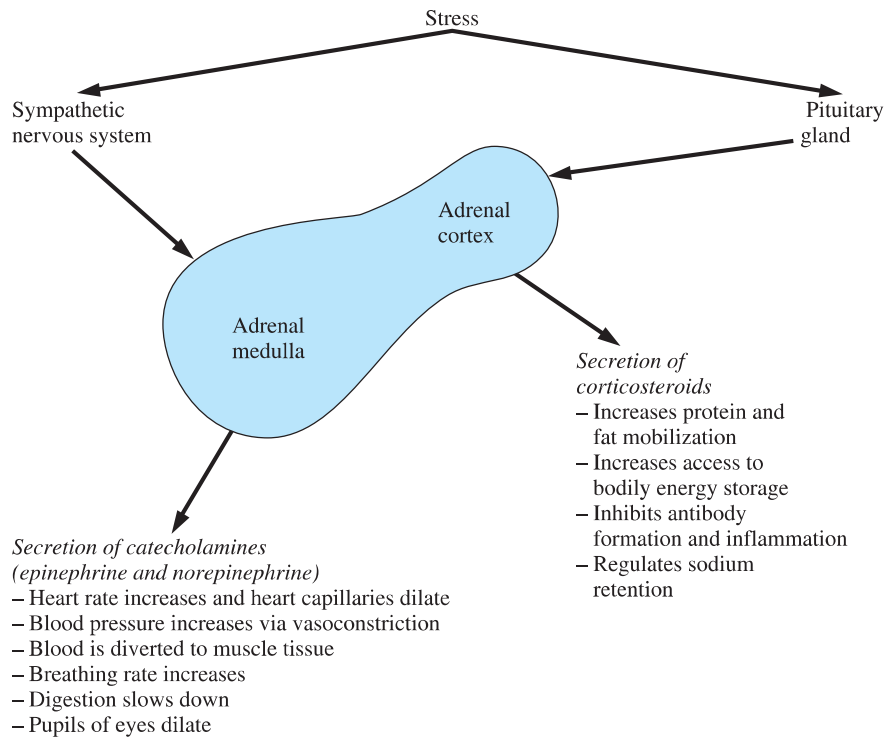 Stress
Sympathetic
nervous system
Pituitary
gland
Adrenal
cortex
Adrenal
medulla
Secretion of
corticosteroids
– Increases protein and
fat mobilization
– Increases access to
bodily energy storage
– Inhibits antibody
formation and inflammation
– Regulates sodium
retention
Secretion of catecholamines
(epinephrine and norepinephrine)
– Heart rate increases and heart capillaries dilate
– Blood pressure increases via vasoconstriction
– Blood is diverted to muscle tissue
– Breathing rate increases
– Digestion slows down
– Pupils of eyes dilate